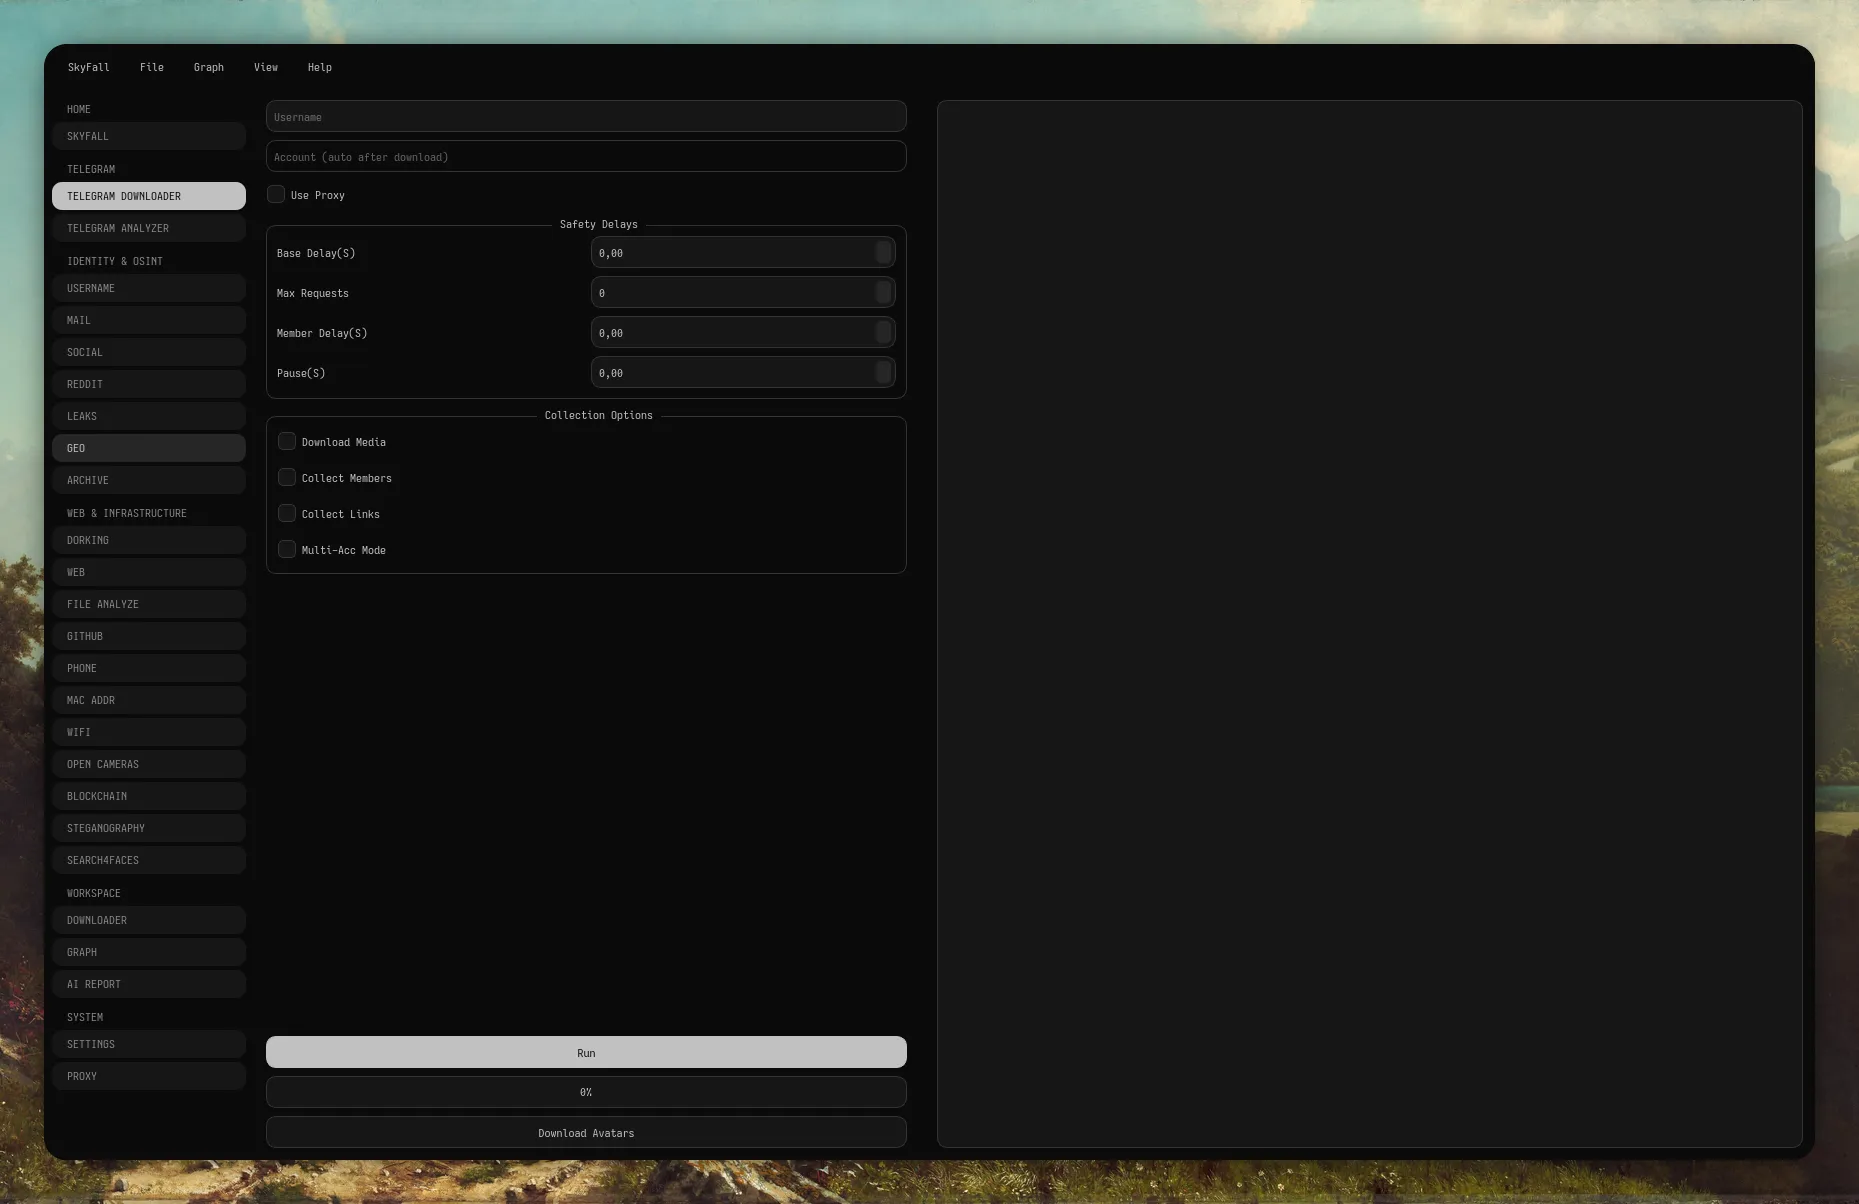 SkyFall File Graph View Help
HOME
SKYFALL
TELEGRAM
TELEGRAM DOWNLOADER
TELEGRAM ANALYZER
IDENTITY & OSINT
USERNAME
MAIL
SOCIAL
REDDIT
LEAKS
GEO
ARCHIVE
WEB & INFRASTRUCTURE
DORKING
WEB
FILE ANALYZE
GITHUB
PHONE
MAC ADDR
WIFI
OPEN CAMERAS
BLOCKCHAIN
STEGANOGRAPHY
SEARCH4FACES
WORKSPACE
DOWNLOADER
GRAPH
AI REPORT
SYSTEM
SETTINGS
PROXY
Username
Account (auto after download)
Use Proxy
Safety Delays
Base Delay(S) 0,00
Max Requests 0
Member Delay(S) 0,00
Pause(S) 0,00
Collection Options
Download Media
Collect Members
Collect Links
Multi-Acc Mode
Run
0%
Download Avatars